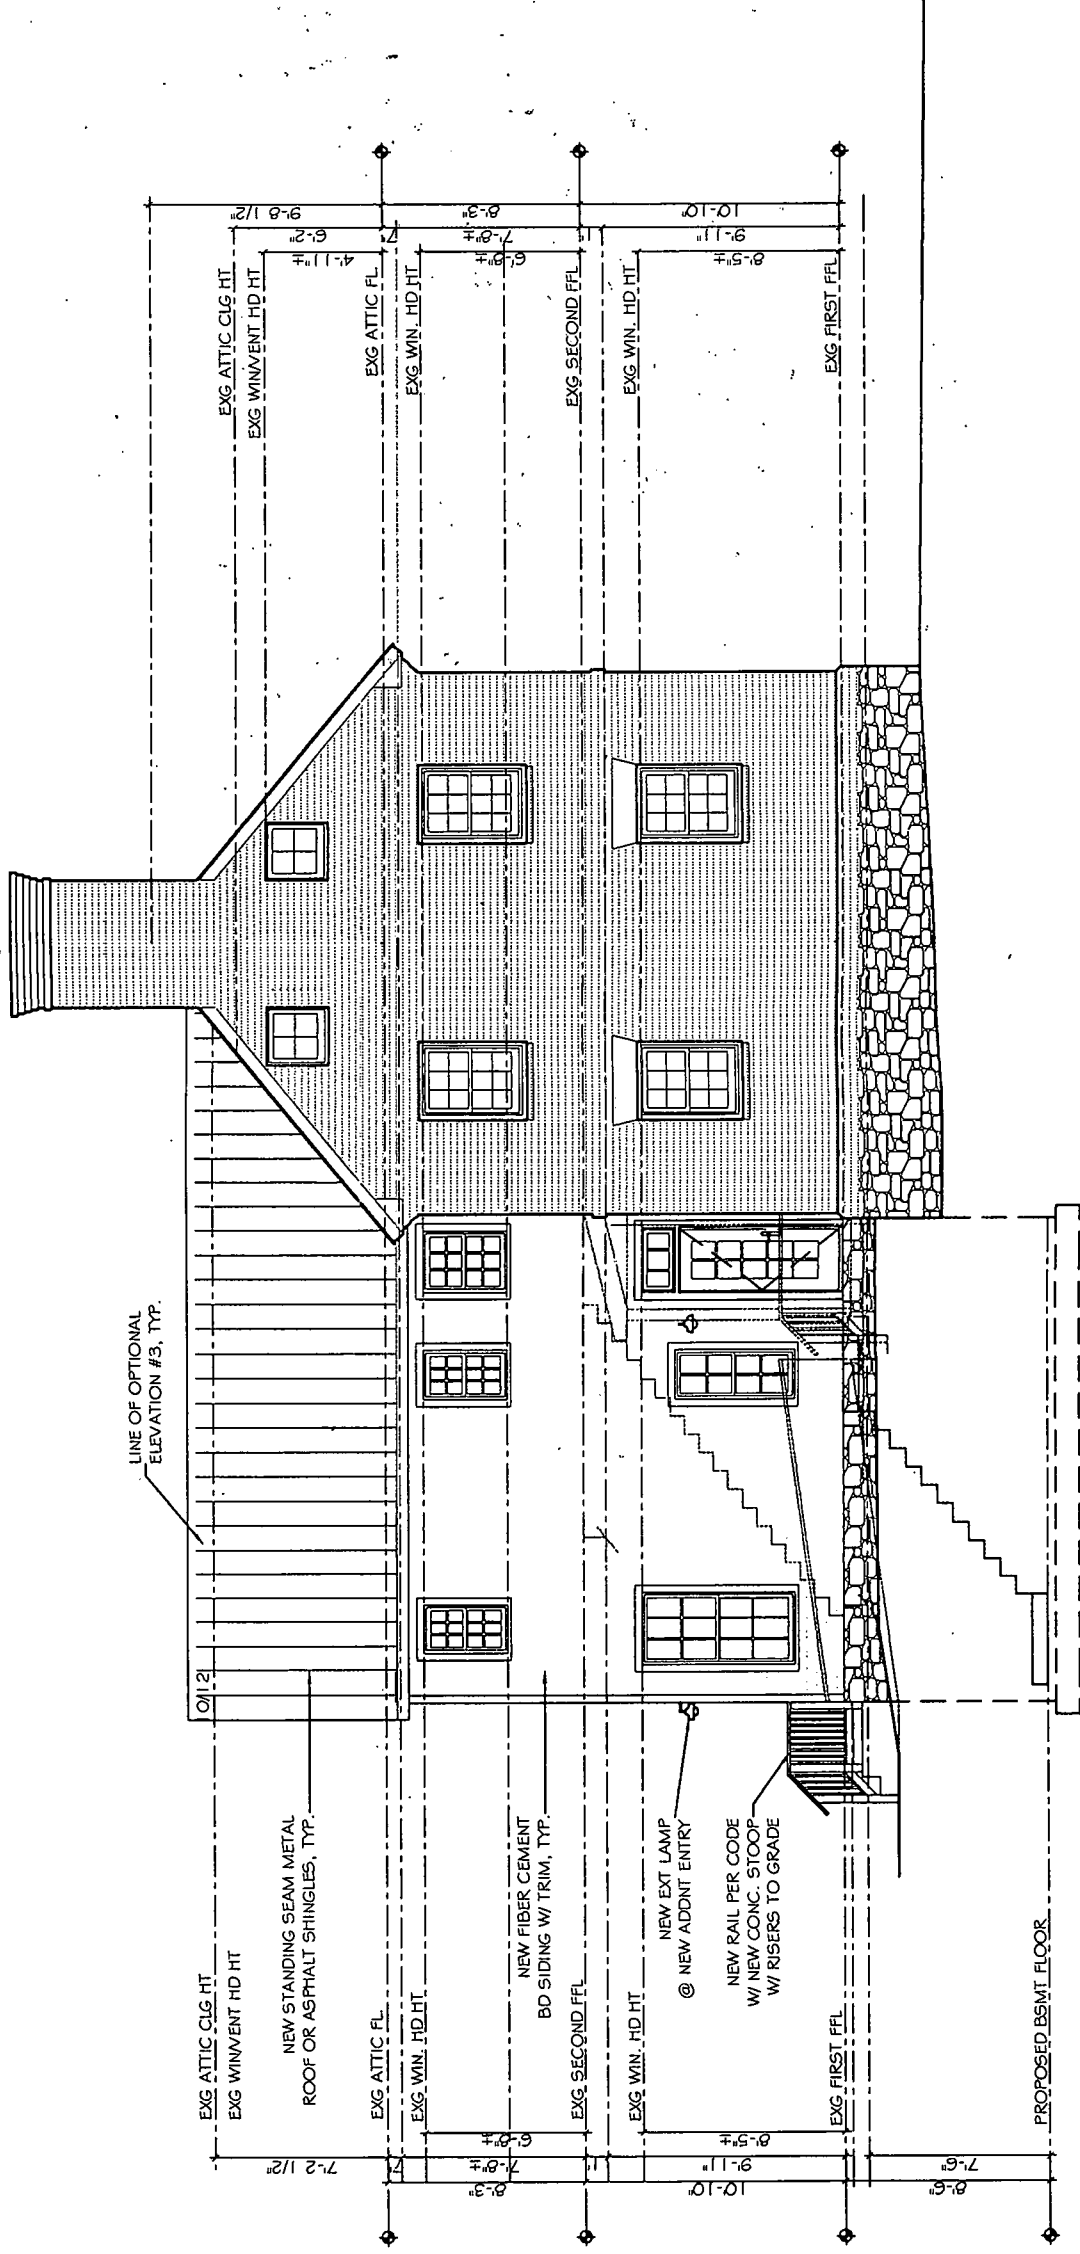 LINE OF OPTIONAL
ELEVATION #3, TYP.
10/12
NEW STANDING SEAM METAL
ROOF OR ASPHALT SHINGLES, TYP.
NEW FIBER CEMENT
BD SIDING W/ TRIM, TYP.
NEW EXT LAMP
@ NEW ADDNT ENTRY
NEW RAIL PER CODE
W/ NEW CONC. STOOP
W/ RISERS TO GRADE
EXG ATTIC CLG HT
EXG WIN/VENT HD HT
EXG ATTIC FL.
EXG WIN. HD HT
EXG SECOND FFL
EXG WIN. HD HT
EXG FIRST FFL
PROPOSED BSMT FLOOR
7'-2 1/2"
7"
6'-8"±
7'-8"±
8'-3"
1'
8'-5"±
9'-11"
10'-10"
7'-6"
8'-6"
EXG ATTIC CLG HT
EXG WIN/VENT HD HT
EXG ATTIC FL.
EXG WIN. HD HT
EXG SECOND FFL
EXG WIN. HD HT
EXG FIRST FFL
9'-8 1/2"
6'-2"
4'-11"±
7"
8'-3"
7'-8"±
6'-8"±
1'
10'-10"
9'-11"
8'-5"±